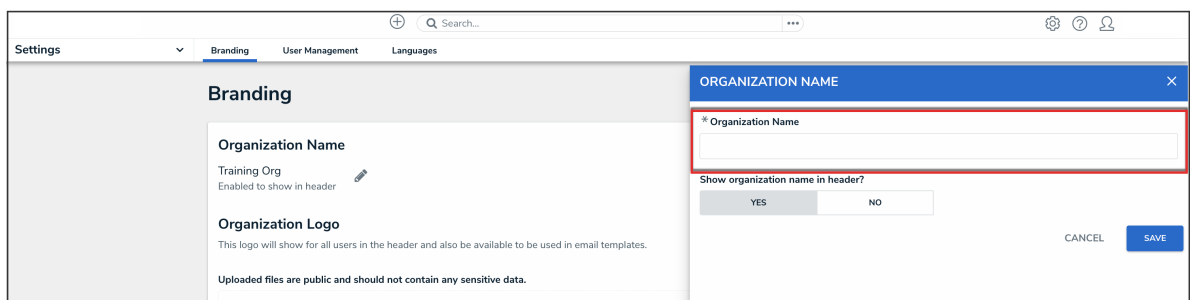 Search...
Settings
Branding User Management Languages
Branding
Organization Name
Training Org
Enabled to show in header
Organization Logo
This logo will show for all users in the header and also be available to be used in email templates.
Uploaded files are public and should not contain any sensitive data.
ORGANIZATION NAME
* Organization Name
Show organization name in header?
YES NO
CANCEL SAVE